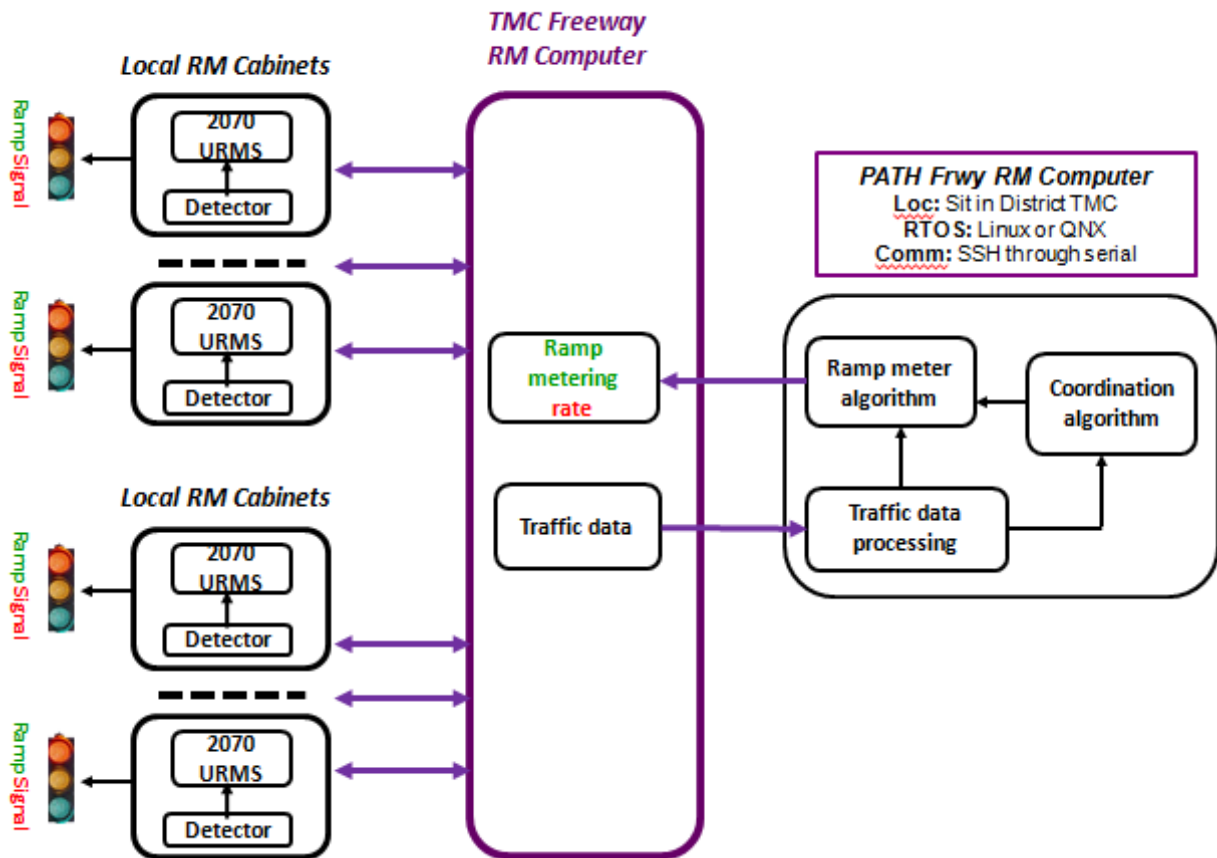 TMC Freeway
RM Computer
Local RM Cabinets
Ramp Signal
2070
URMS
Detector
Ramp Signal
2070
URMS
Detector
Local RM Cabinets
Ramp Signal
2070
URMS
Detector
Ramp Signal
2070
URMS
Detector
Ramp
metering
rate
Traffic data
PATH Frwy RM Computer
Loc: Sit in District TMC
RTOS: Linux or QNX
Comm: SSH through serial
Ramp meter
algorithm
Coordination
algorithm
Traffic data
processing